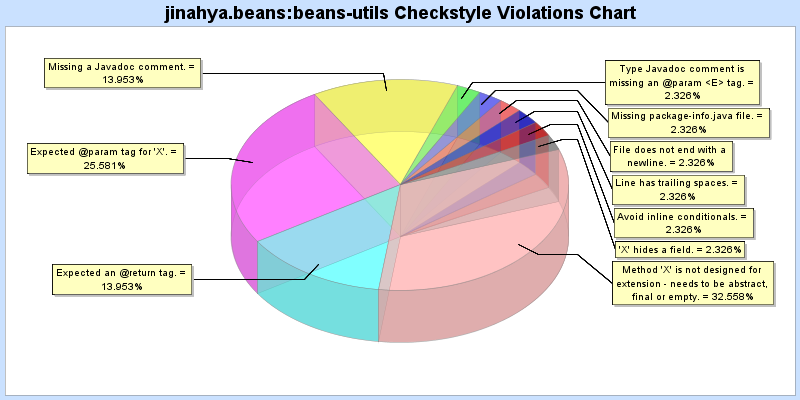 jinahya.beans:beans-utils Checkstyle Violations Chart
Missing a Javadoc comment. =
13.953%
Expected @param tag for 'X'. =
25.581%
Expected an @return tag. =
13.953%
Type Javadoc comment is
missing an @param <E> tag. =
2.326%
Missing package-info.java file. =
2.326%
File does not end with a
newline. = 2.326%
Line has trailing spaces. =
2.326%
Avoid inline conditionals. =
2.326%
'X' hides a field. = 2.326%
Method 'X' is not designed for
extension - needs to be abstract,
final or empty. = 32.558%